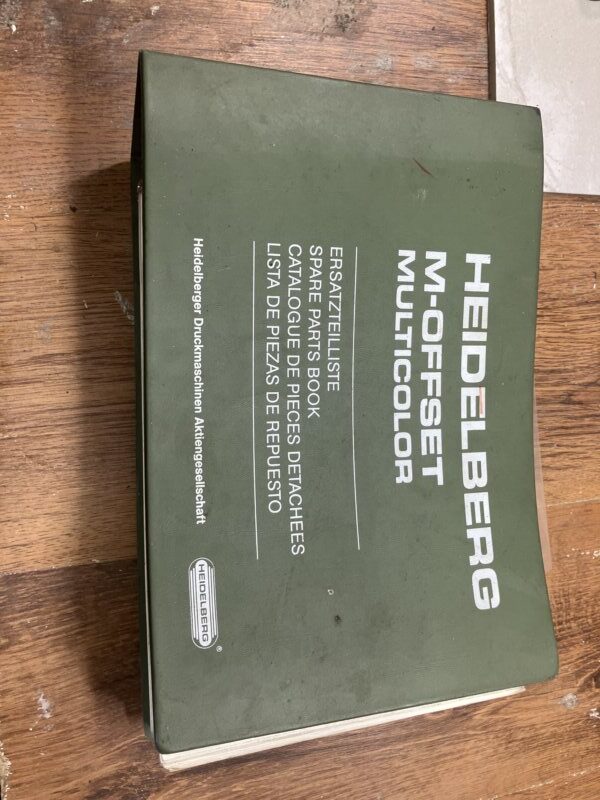 HEIDELBERG
M-OFFSET
MULTICOLOR
ERSATZTEILLISTE
SPARE PARTS BOOK
CATALOGUE DE PIECES DETACHEES
LISTA DE PIEZAS DE REPUESTO
Heidelberger Druckmaschinen Aktiengesellschaft
HEIDELBERG ®